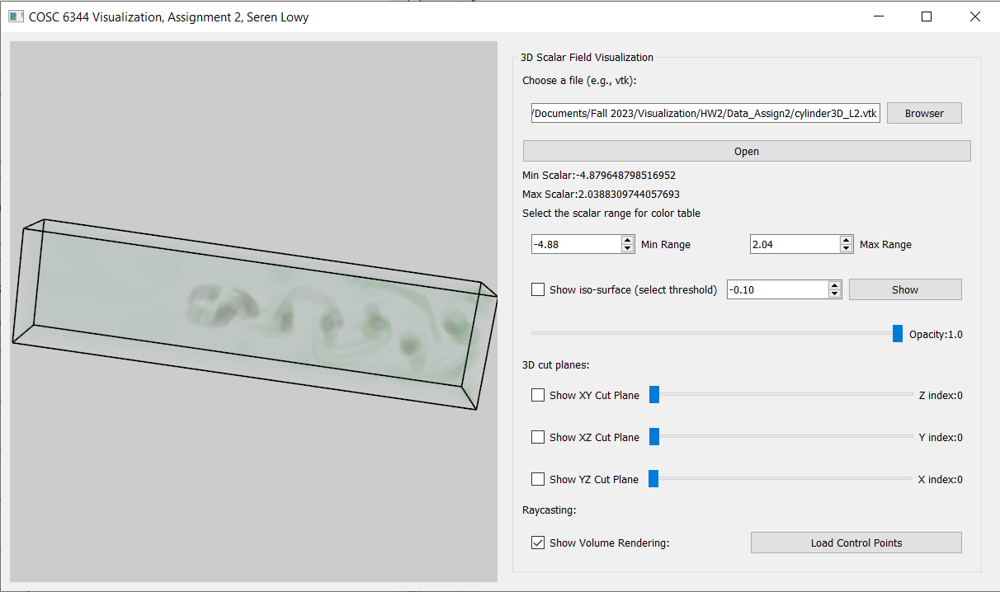 COSC 6344 Visualization, Assignment 2, Seren Lowy
3D Scalar Field Visualization
Choose a file (e.g., vtk):
/Documents/Fall 2023/Visualization/HW2/Data_Assign2/cylinder3D_L2.vtk Browser
Open
Min Scalar:-4.879648798516952
Max Scalar:2.0388309744057693
Select the scalar range for color table
-4.88 Min Range 2.04 Max Range
Show iso-surface (select threshold) -0.10 Show
Opacity:1.0
3D cut planes:
Show XY Cut Plane Z index:0
Show XZ Cut Plane Y index:0
Show YZ Cut Plane X index:0
Raycasting:
Show Volume Rendering: Load Control Points